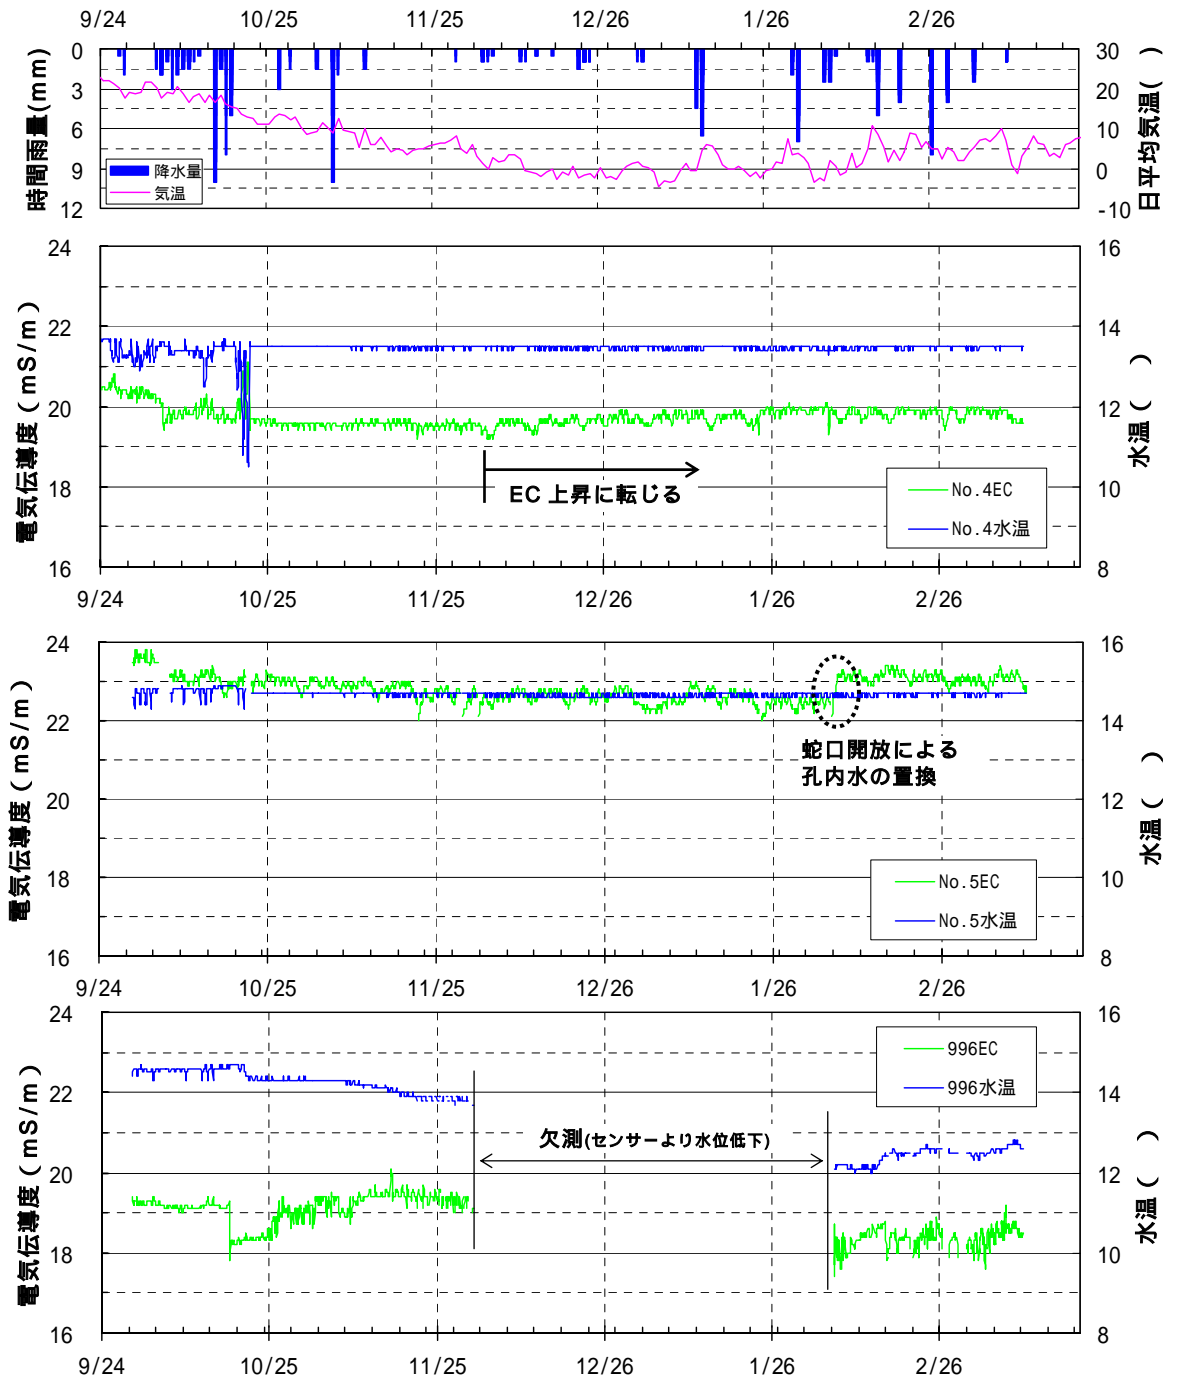 9/24 10/25 11/25 12/26 1/26 2/26
時間雨量(mm)
0
3
6
9
12
降水量
気温
30
20
10
0
-10
日平均気温( )
電気伝導度(mS/m)
24
22
20
18
16
EC 上昇に転じる
No.4EC
No.4水温
16
14
12
10
8
水温( )
9/24 10/25 11/25 12/26 1/26 2/26
電気伝導度(mS/m)
24
22
20
18
16
蛇口開放による
孔内水の置換
No.5EC
No.5水温
16
14
12
10
8
水温( )
9/24 10/25 11/25 12/26 1/26 2/26
電気伝導度(mS/m)
24
22
20
18
16
996EC
996水温
欠測(センサーより水位低下)
16
14
12
10
8
水温( )
9/24 10/25 11/25 12/26 1/26 2/26